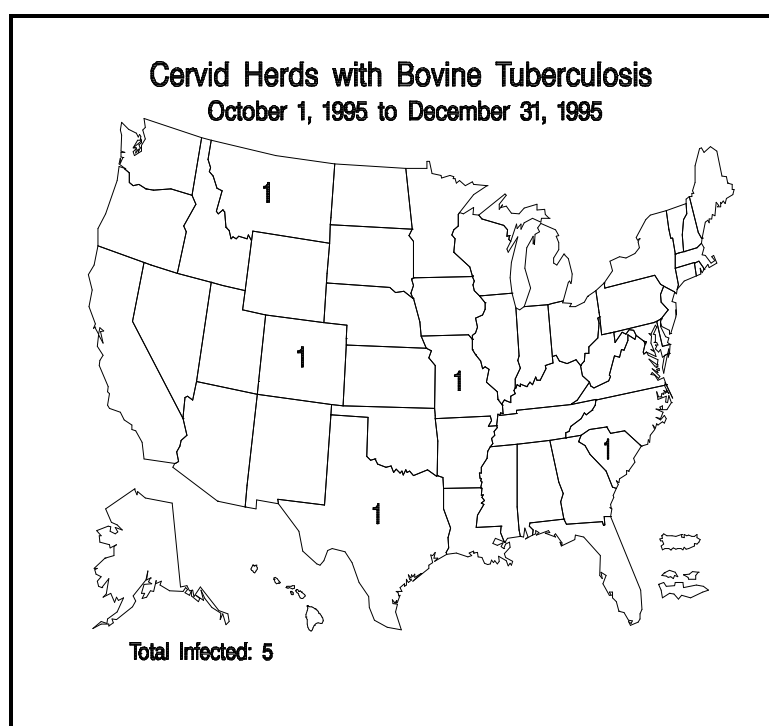 Cervid Herds with Bovine Tuberculosis
October 1, 1995 to December 31, 1995
1
1
1
1
1
Total Infected: 5